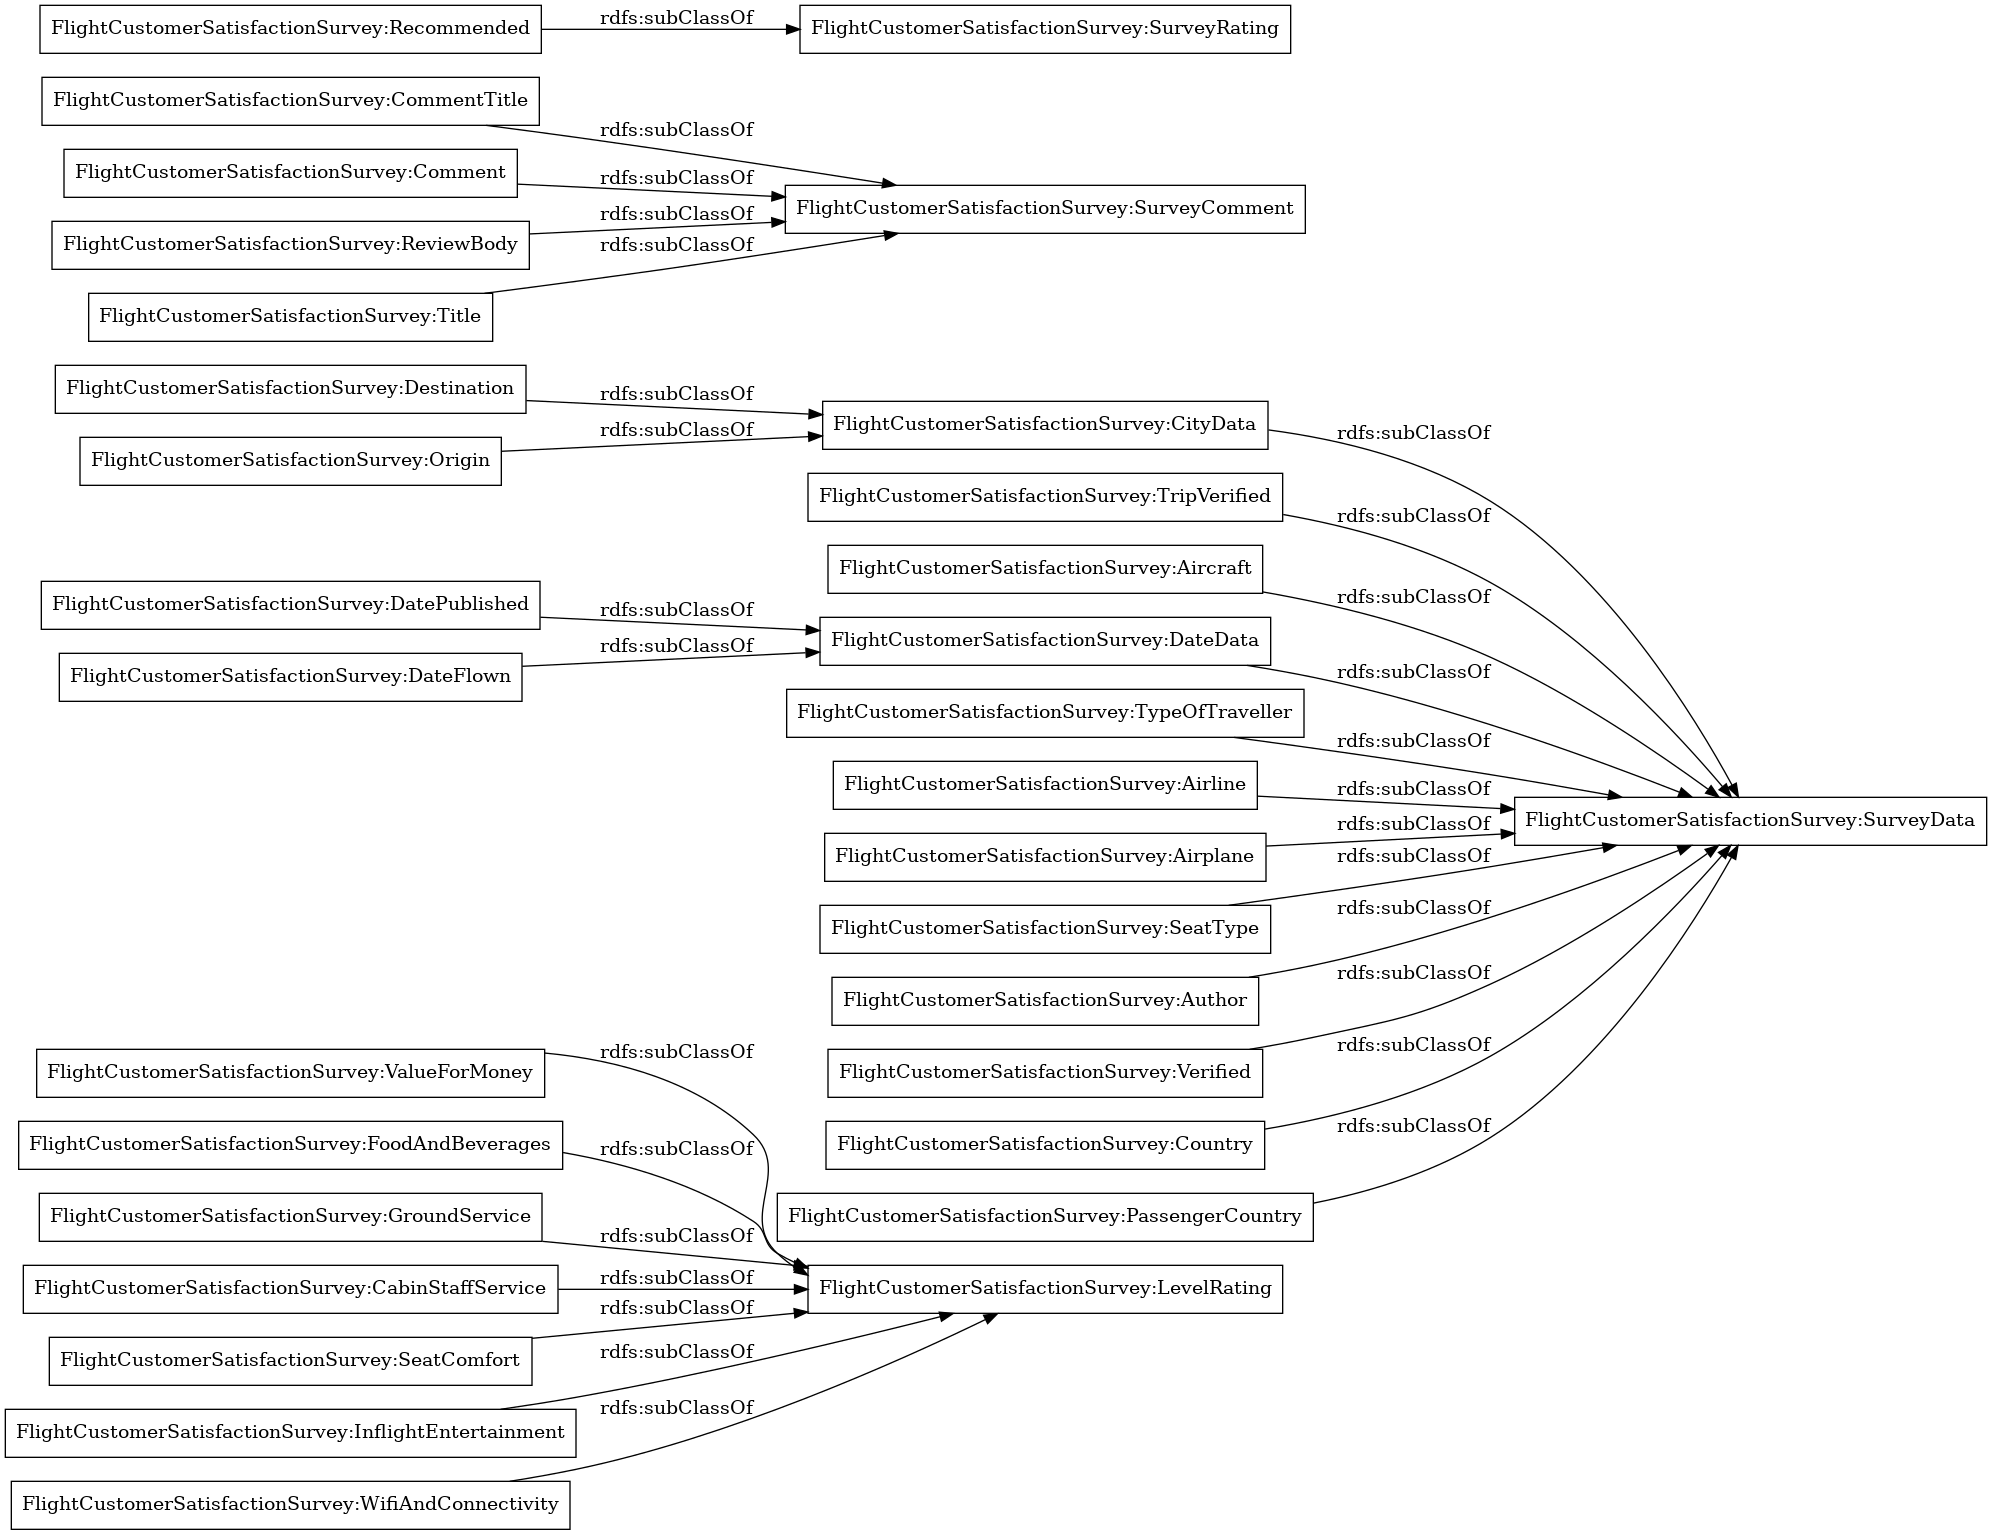 FlightCustomerSatisfactionSurvey:Recommended
rdfs:subClassOf
FlightCustomerSatisfactionSurvey:SurveyRating
FlightCustomerSatisfactionSurvey:CommentTitle
rdfs:subClassOf
FlightCustomerSatisfactionSurvey:Comment
rdfs:subClassOf
FlightCustomerSatisfactionSurvey:SurveyComment
FlightCustomerSatisfactionSurvey:ReviewBody
rdfs:subClassOf
rdfs:subClassOf
FlightCustomerSatisfactionSurvey:Title
FlightCustomerSatisfactionSurvey:Destination
rdfs:subClassOf
FlightCustomerSatisfactionSurvey:CityData
rdfs:subClassOf
FlightCustomerSatisfactionSurvey:Origin
rdfs:subClassOf
FlightCustomerSatisfactionSurvey:TripVerified
rdfs:subClassOf
FlightCustomerSatisfactionSurvey:Aircraft
rdfs:subClassOf
FlightCustomerSatisfactionSurvey:DatePublished
rdfs:subClassOf
FlightCustomerSatisfactionSurvey:DateData
rdfs:subClassOf
FlightCustomerSatisfactionSurvey:DateFlown
rdfs:subClassOf
FlightCustomerSatisfactionSurvey:TypeOfTraveller
rdfs:subClassOf
FlightCustomerSatisfactionSurvey:Airline
rdfs:subClassOf
FlightCustomerSatisfactionSurvey:SurveyData
FlightCustomerSatisfactionSurvey:Airplane
rdfs:subClassOf
rdfs:subClassOf
FlightCustomerSatisfactionSurvey:SeatType
rdfs:subClassOf
FlightCustomerSatisfactionSurvey:Author
rdfs:subClassOf
FlightCustomerSatisfactionSurvey:Verified
rdfs:subClassOf
FlightCustomerSatisfactionSurvey:Country
rdfs:subClassOf
FlightCustomerSatisfactionSurvey:PassengerCountry
FlightCustomerSatisfactionSurvey:ValueForMoney
rdfs:subClassOf
FlightCustomerSatisfactionSurvey:FoodAndBeverages
rdfs:subClassOf
FlightCustomerSatisfactionSurvey:GroundService
rdfs:subClassOf
FlightCustomerSatisfactionSurvey:CabinStaffService
rdfs:subClassOf
FlightCustomerSatisfactionSurvey:LevelRating
rdfs:subClassOf
FlightCustomerSatisfactionSurvey:SeatComfort
rdfs:subClassOf
FlightCustomerSatisfactionSurvey:InflightEntertainment
rdfs:subClassOf
FlightCustomerSatisfactionSurvey:WifiAndConnectivity